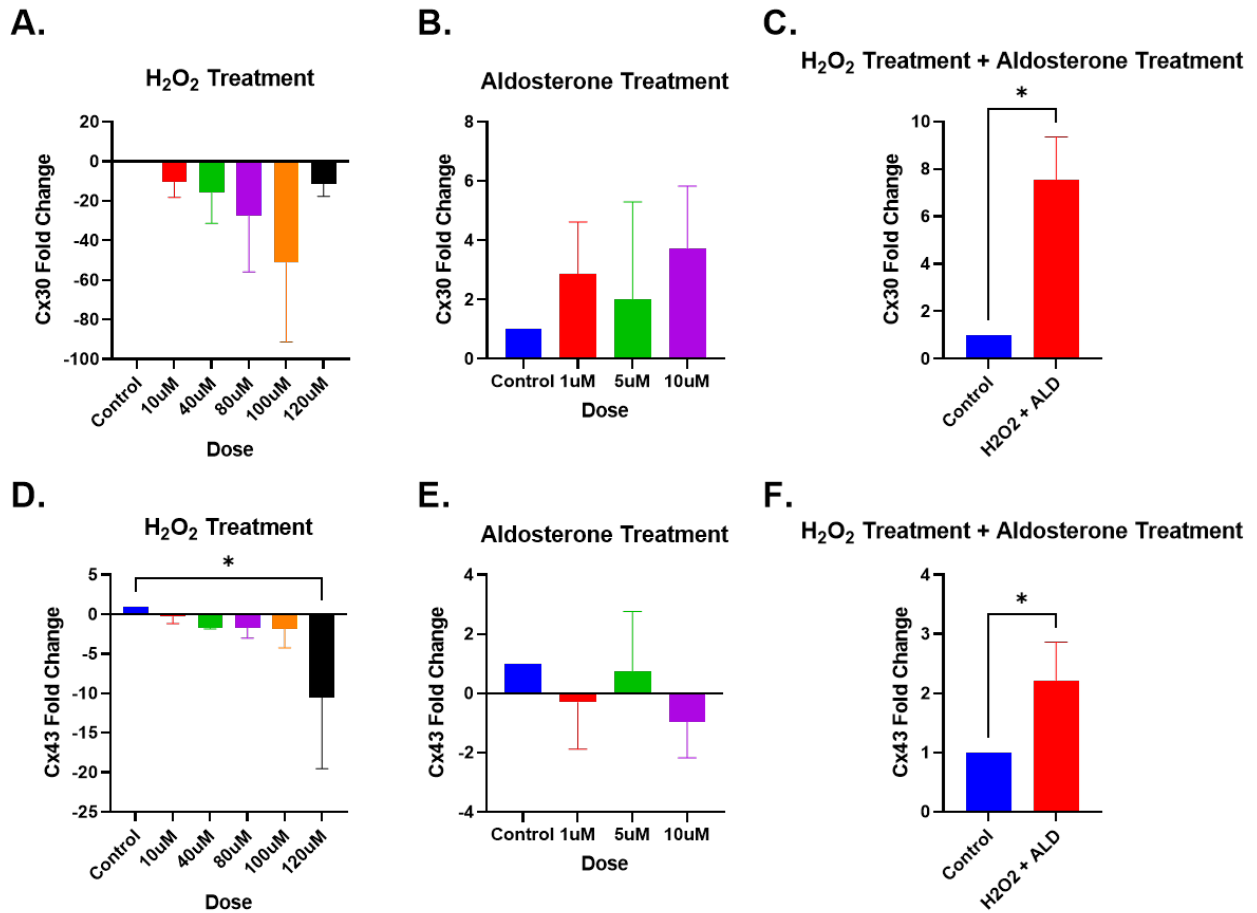 A.
H₂O₂ Treatment
Cx30 Fold Change
20
0
-20
-40
-60
-80
-100
Control
10uM
40uM
80uM
100uM
120uM
Dose
B.
Aldosterone Treatment
Cx30 Fold Change
8
6
4
2
0
Control 1uM 5uM 10uM
Dose
C.
H₂O₂ Treatment + Aldosterone Treatment
*
Cx30 Fold Change
10
8
6
4
2
0
Control
H2O2 + ALD
D.
H₂O₂ Treatment
*
Cx43 Fold Change
5
0
-5
-10
-15
-20
-25
Control
10uM
40uM
80uM
100uM
120uM
Dose
E.
Aldosterone Treatment
Cx43 Fold Change
4
2
0
-2
-4
Control 1uM 5uM 10uM
Dose
F.
H₂O₂ Treatment + Aldosterone Treatment
*
Cx43 Fold Change
4
3
2
1
0
Control
H2O2 + ALD